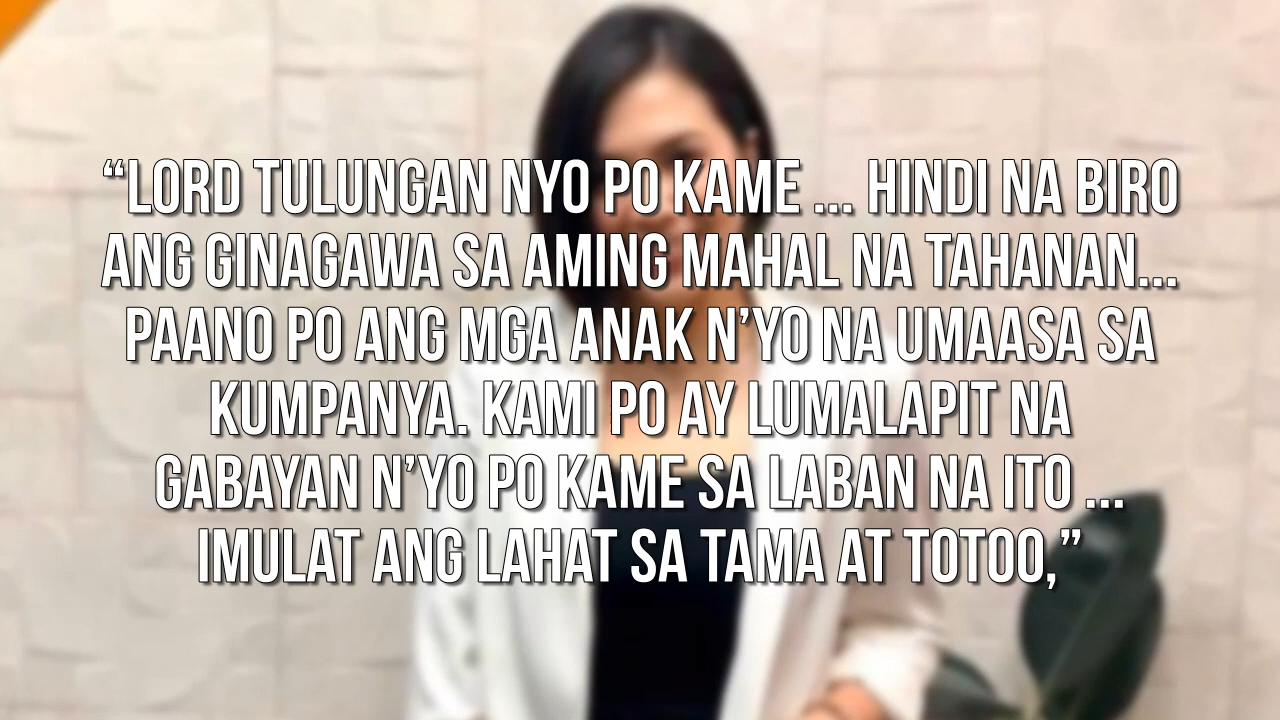 “LORD TULUNGAN NYO PO KAME ... HINDI NA BIRO
ANG GINAGAWA SA AMING MAHAL NA TAHANAN...
PAANO PO ANG MGA ANAK N’YO NA UMAASA SA
KUMPANYA. KAMI PO AY LUMALAPIT NA
GABAYAN N’YO PO KAME SA LABAN NA ITO ...
IMULAT ANG LAHAT SA TAMA AT TOTOO,”